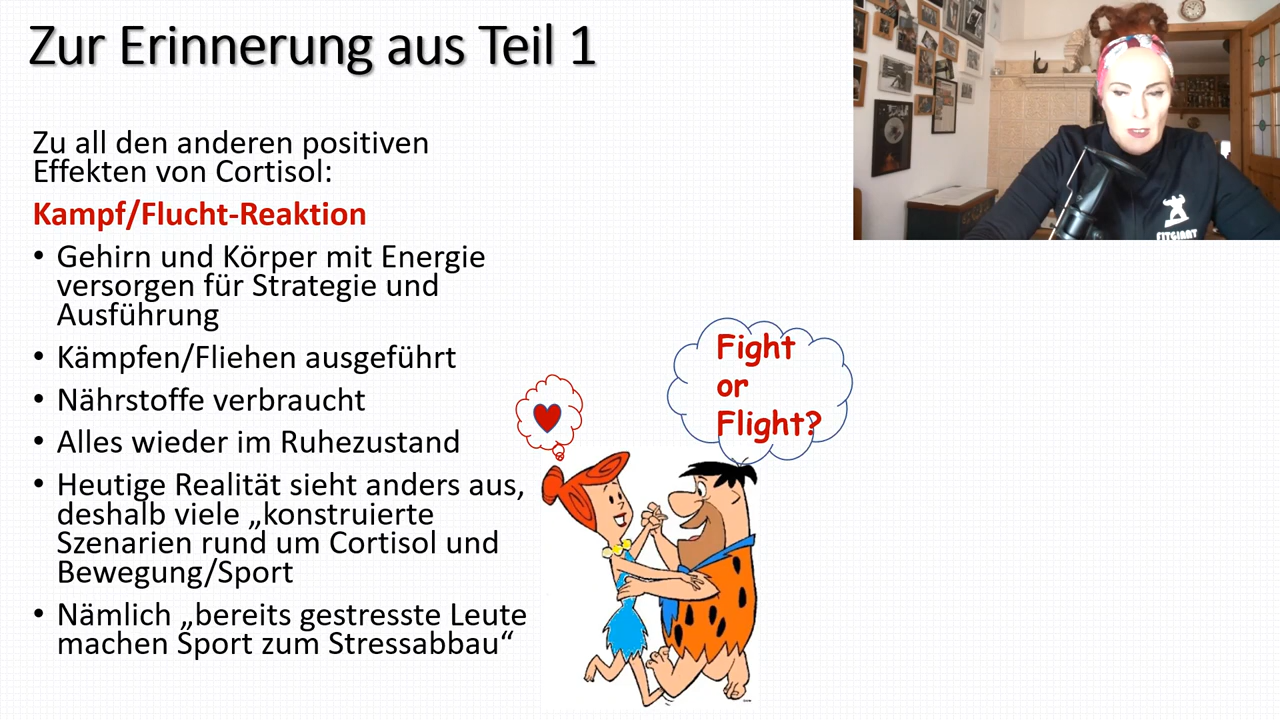 Zur Erinnerung aus Teil 1
Zu all den anderen positiven
Effekten von Cortisol:
Kampf/Flucht-Reaktion
• Gehirn und Körper mit Energie
versorgen für Strategie und
Ausführung
• Kämpfen/Fliehen ausgeführt
• Nährstoffe verbraucht
• Alles wieder im Ruhezustand
• Heutige Realität sieht anders aus,
deshalb viele „konstruierte
Szenarien rund um Cortisol und
Bewegung/Sport
• Nämlich „bereits gestresste Leute
machen Sport zum Stressabbau“
Fight
or
Flight?
FITGIANT